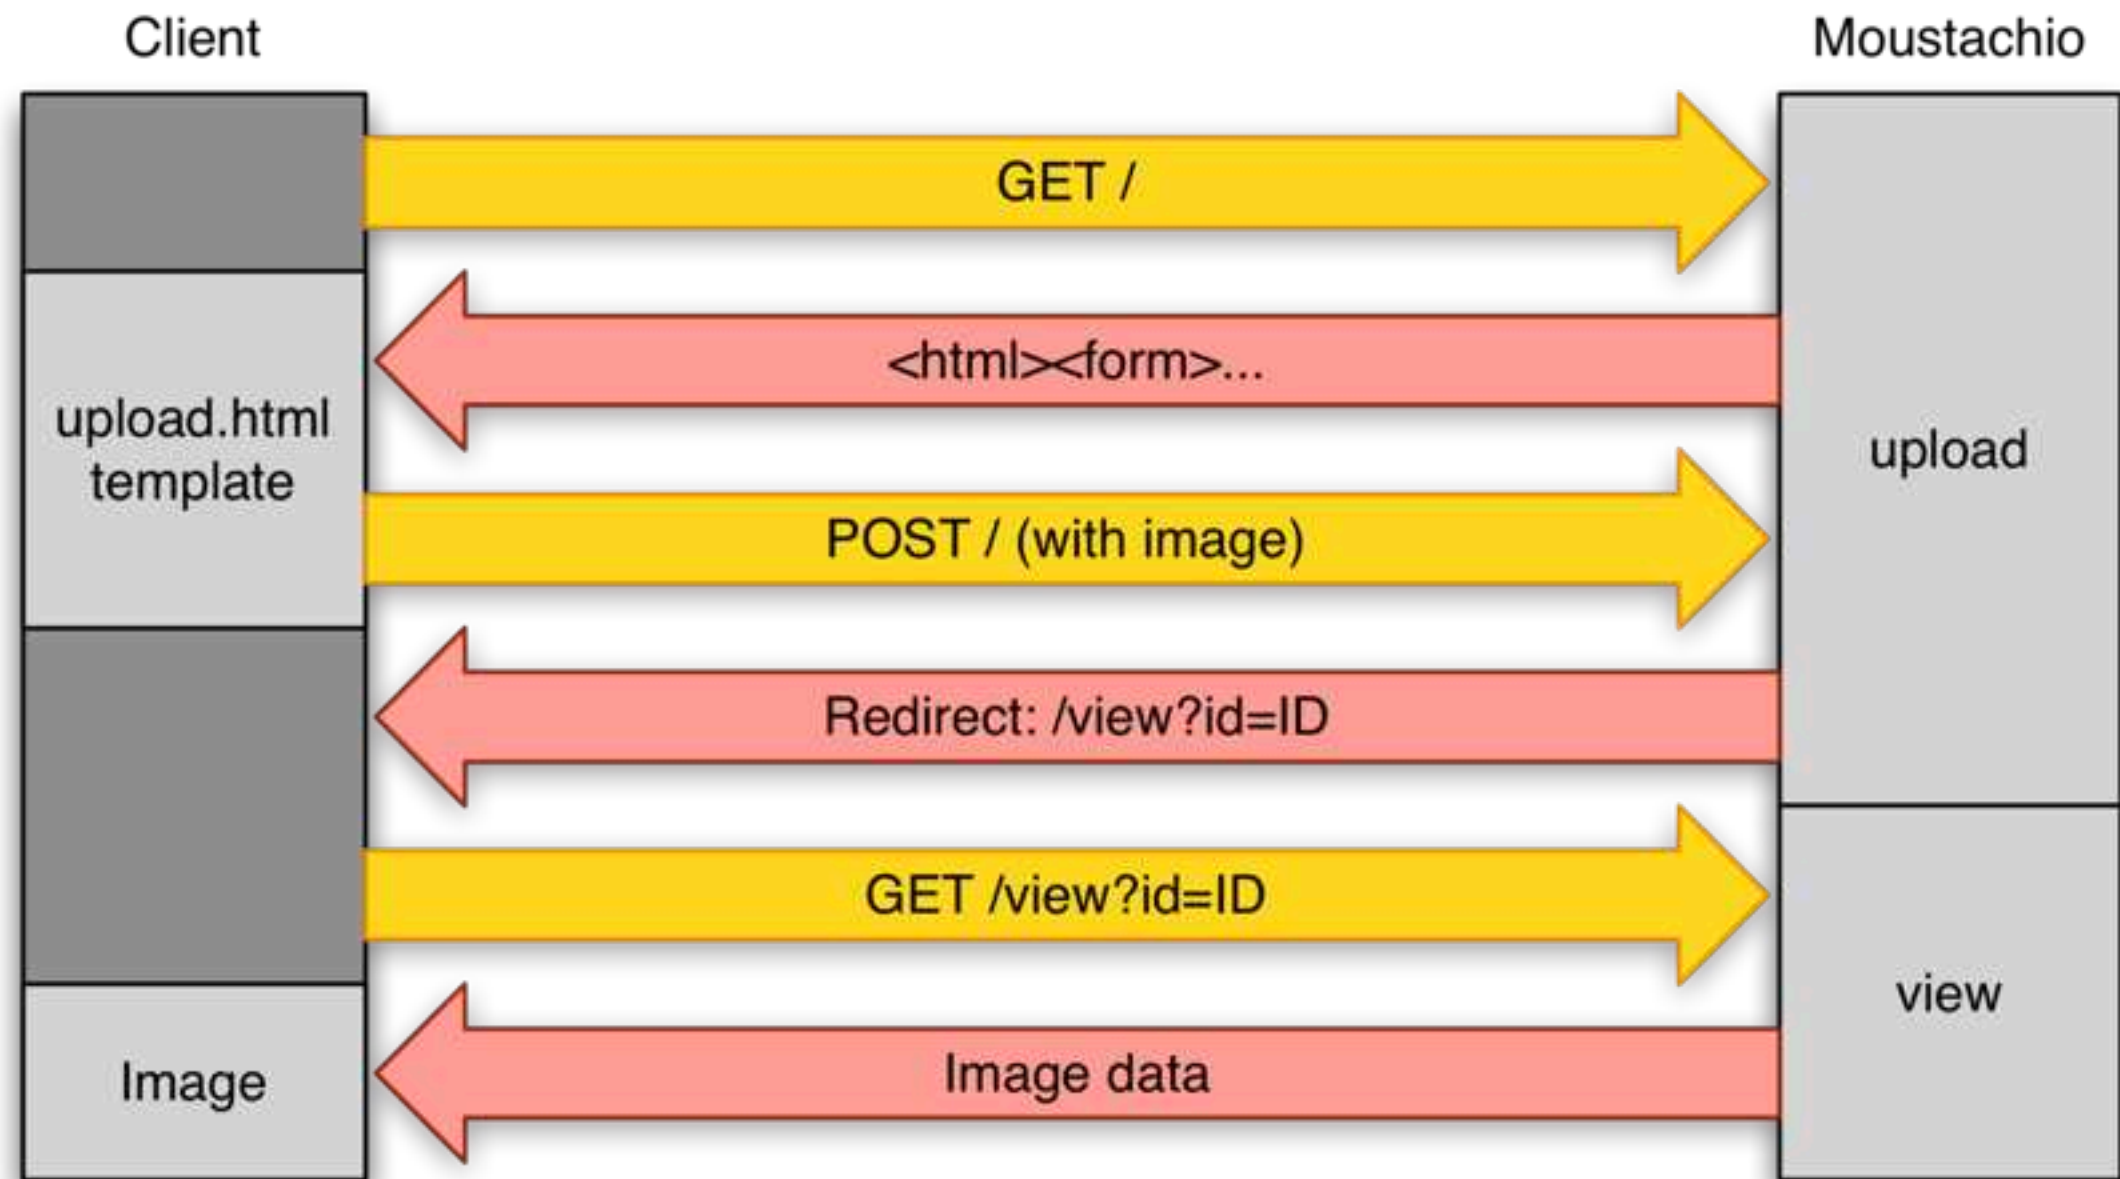 Client
Moustachio
GET /
<html><form>...
upload.html
template
upload
POST / (with image)
Redirect: /view?id=ID
GET /view?id=ID
view
Image
Image data